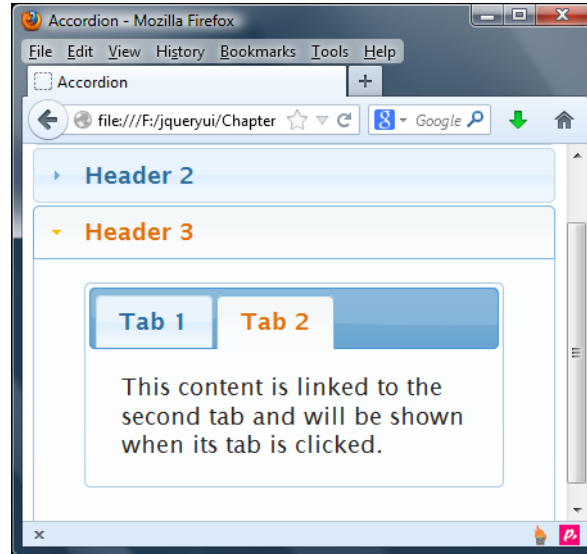 Accordion - Mozilla Firefox
File Edit View History Bookmarks Tools Help
Accordion
file:///F:/jqueryui/Chapter
8 Google
Header 2
Header 3
Tab 1 Tab 2
This content is linked to the
second tab and will be shown
when its tab is clicked.
x p.